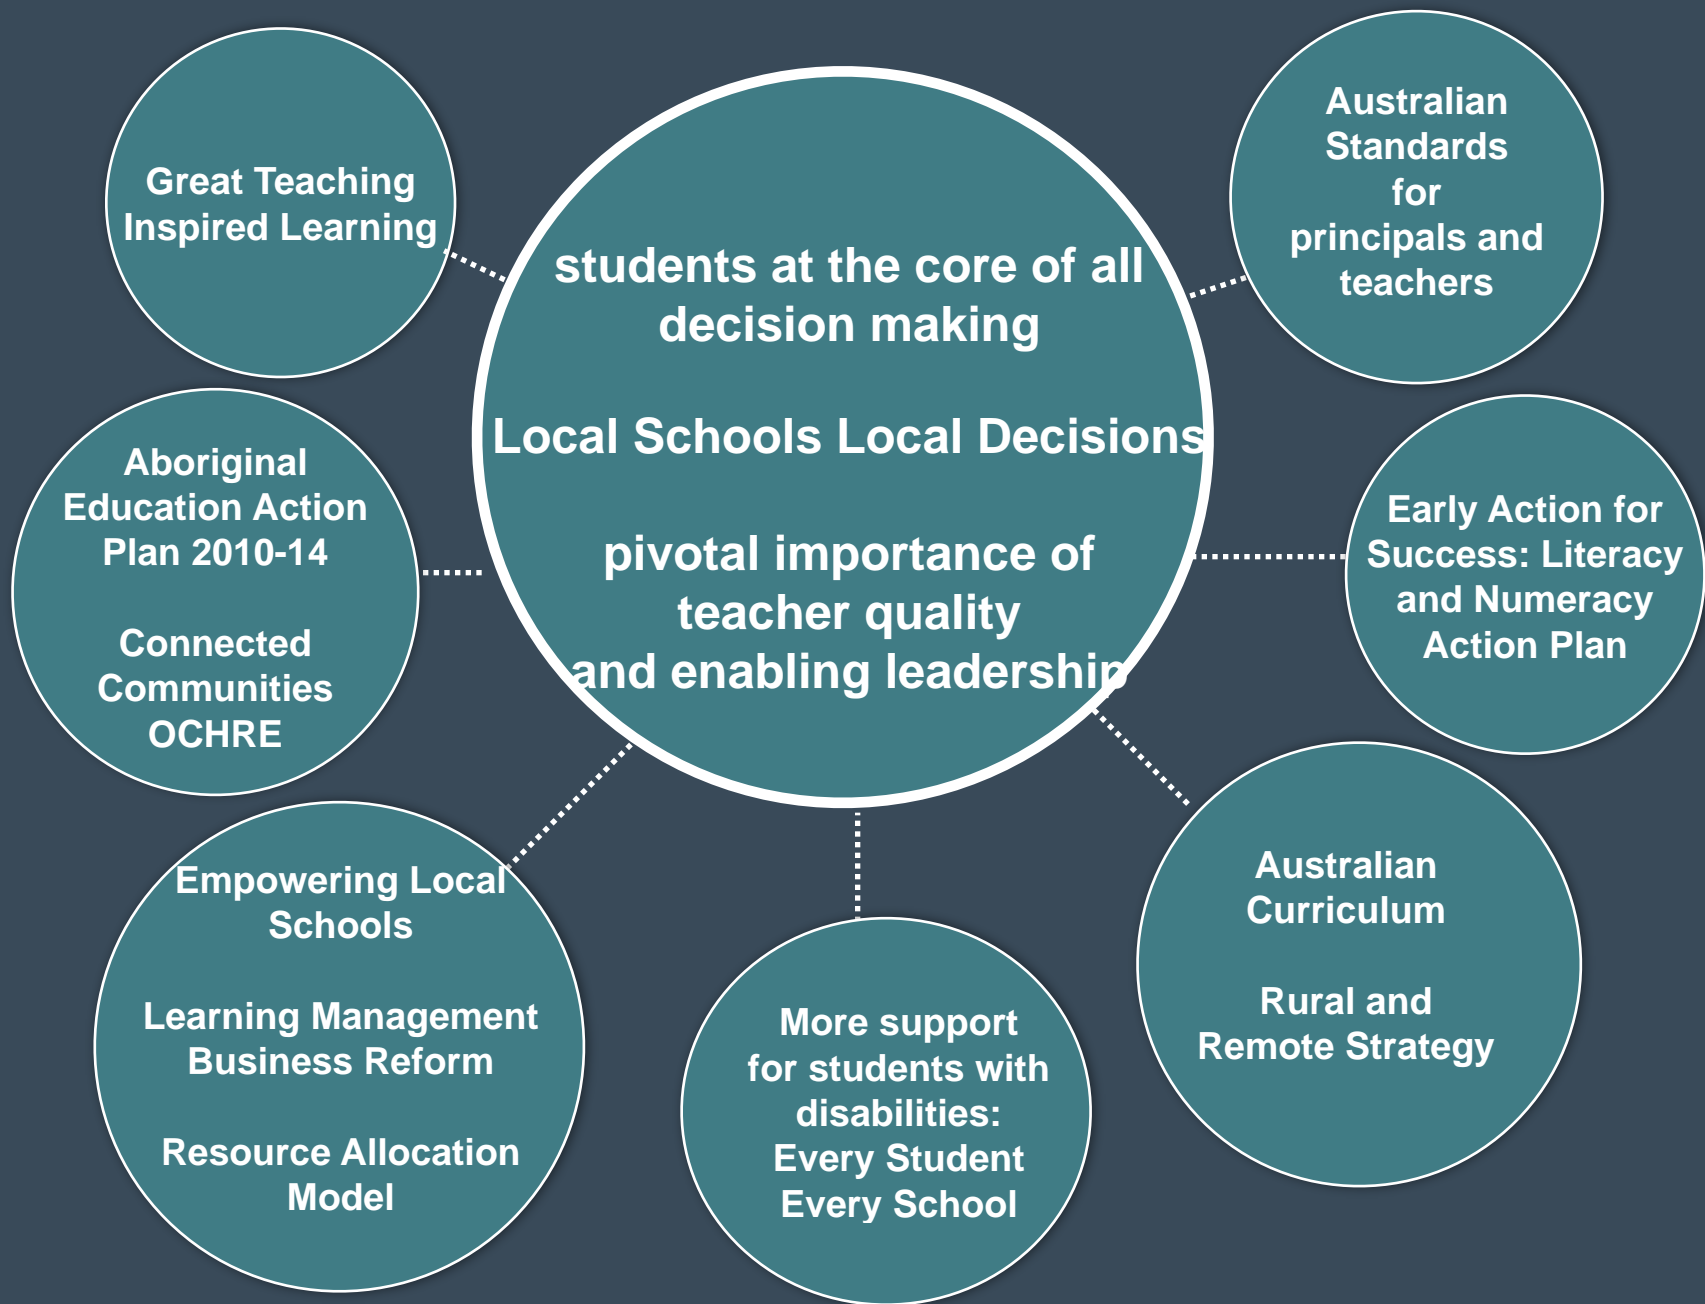 Great Teaching
Inspired Learning
students at the core of all
decision making
Local Schools Local Decisions
pivotal importance of
teacher quality
and enabling leadership
Australian
Standards
for
principals and
teachers
Aboriginal
Education Action
Plan 2010-14
Connected
Communities
OCHRE
Early Action for
Success: Literacy
and Numeracy
Action Plan
Empowering Local
Schools
Learning Management
Business Reform
Resource Allocation
Model
More support
for students with
disabilities:
Every Student
Every School
Australian
Curriculum
Rural and
Remote Strategy